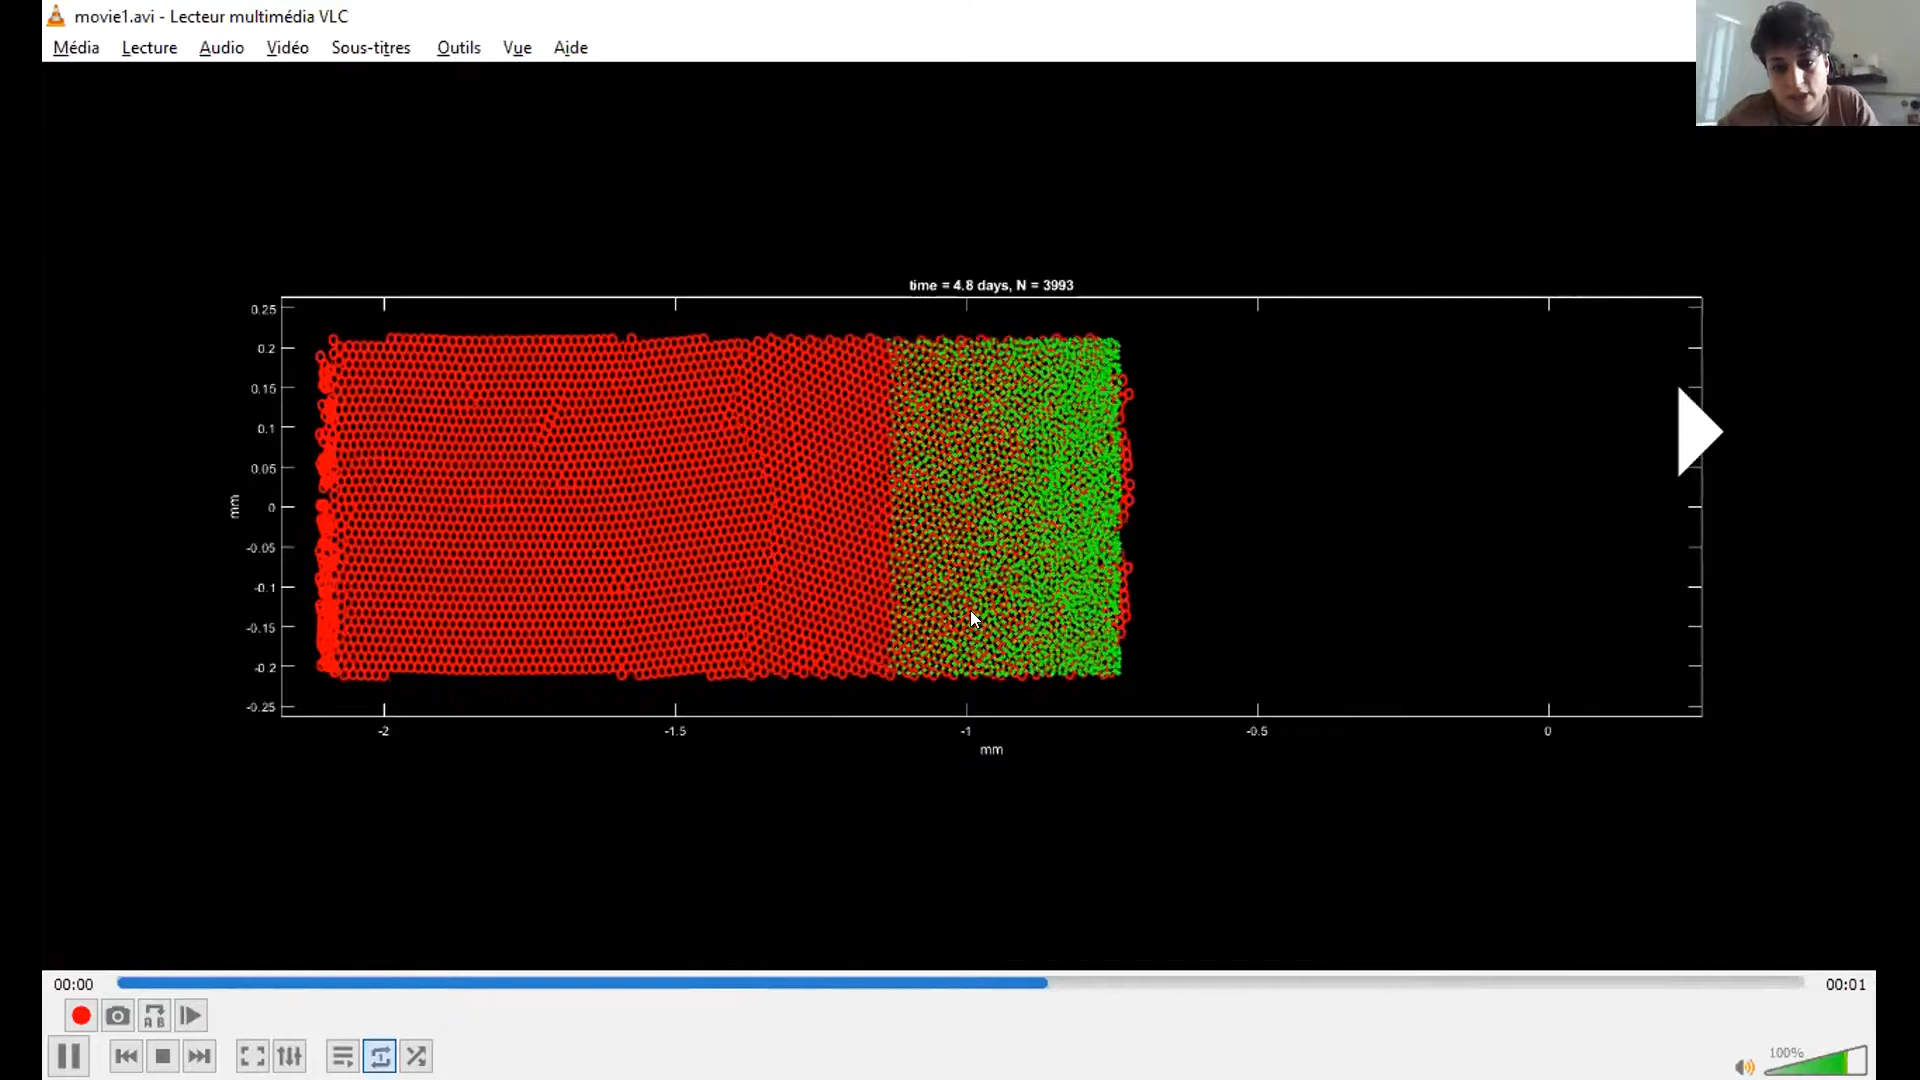 movie1.avi - Lecteur multimédia VLC
Média Lecture Audio Vidéo Sous-titres Outils Vue Aide
time = 4.8 days, N = 3993
0.25
0.2
0.15
0.1
0.05
0
-0.05
-0.1
-0.15
-0.2
-0.25
mm
-2 -1.5 -1 -0.5 0
mm
00:00 00:01
A B
1
100%